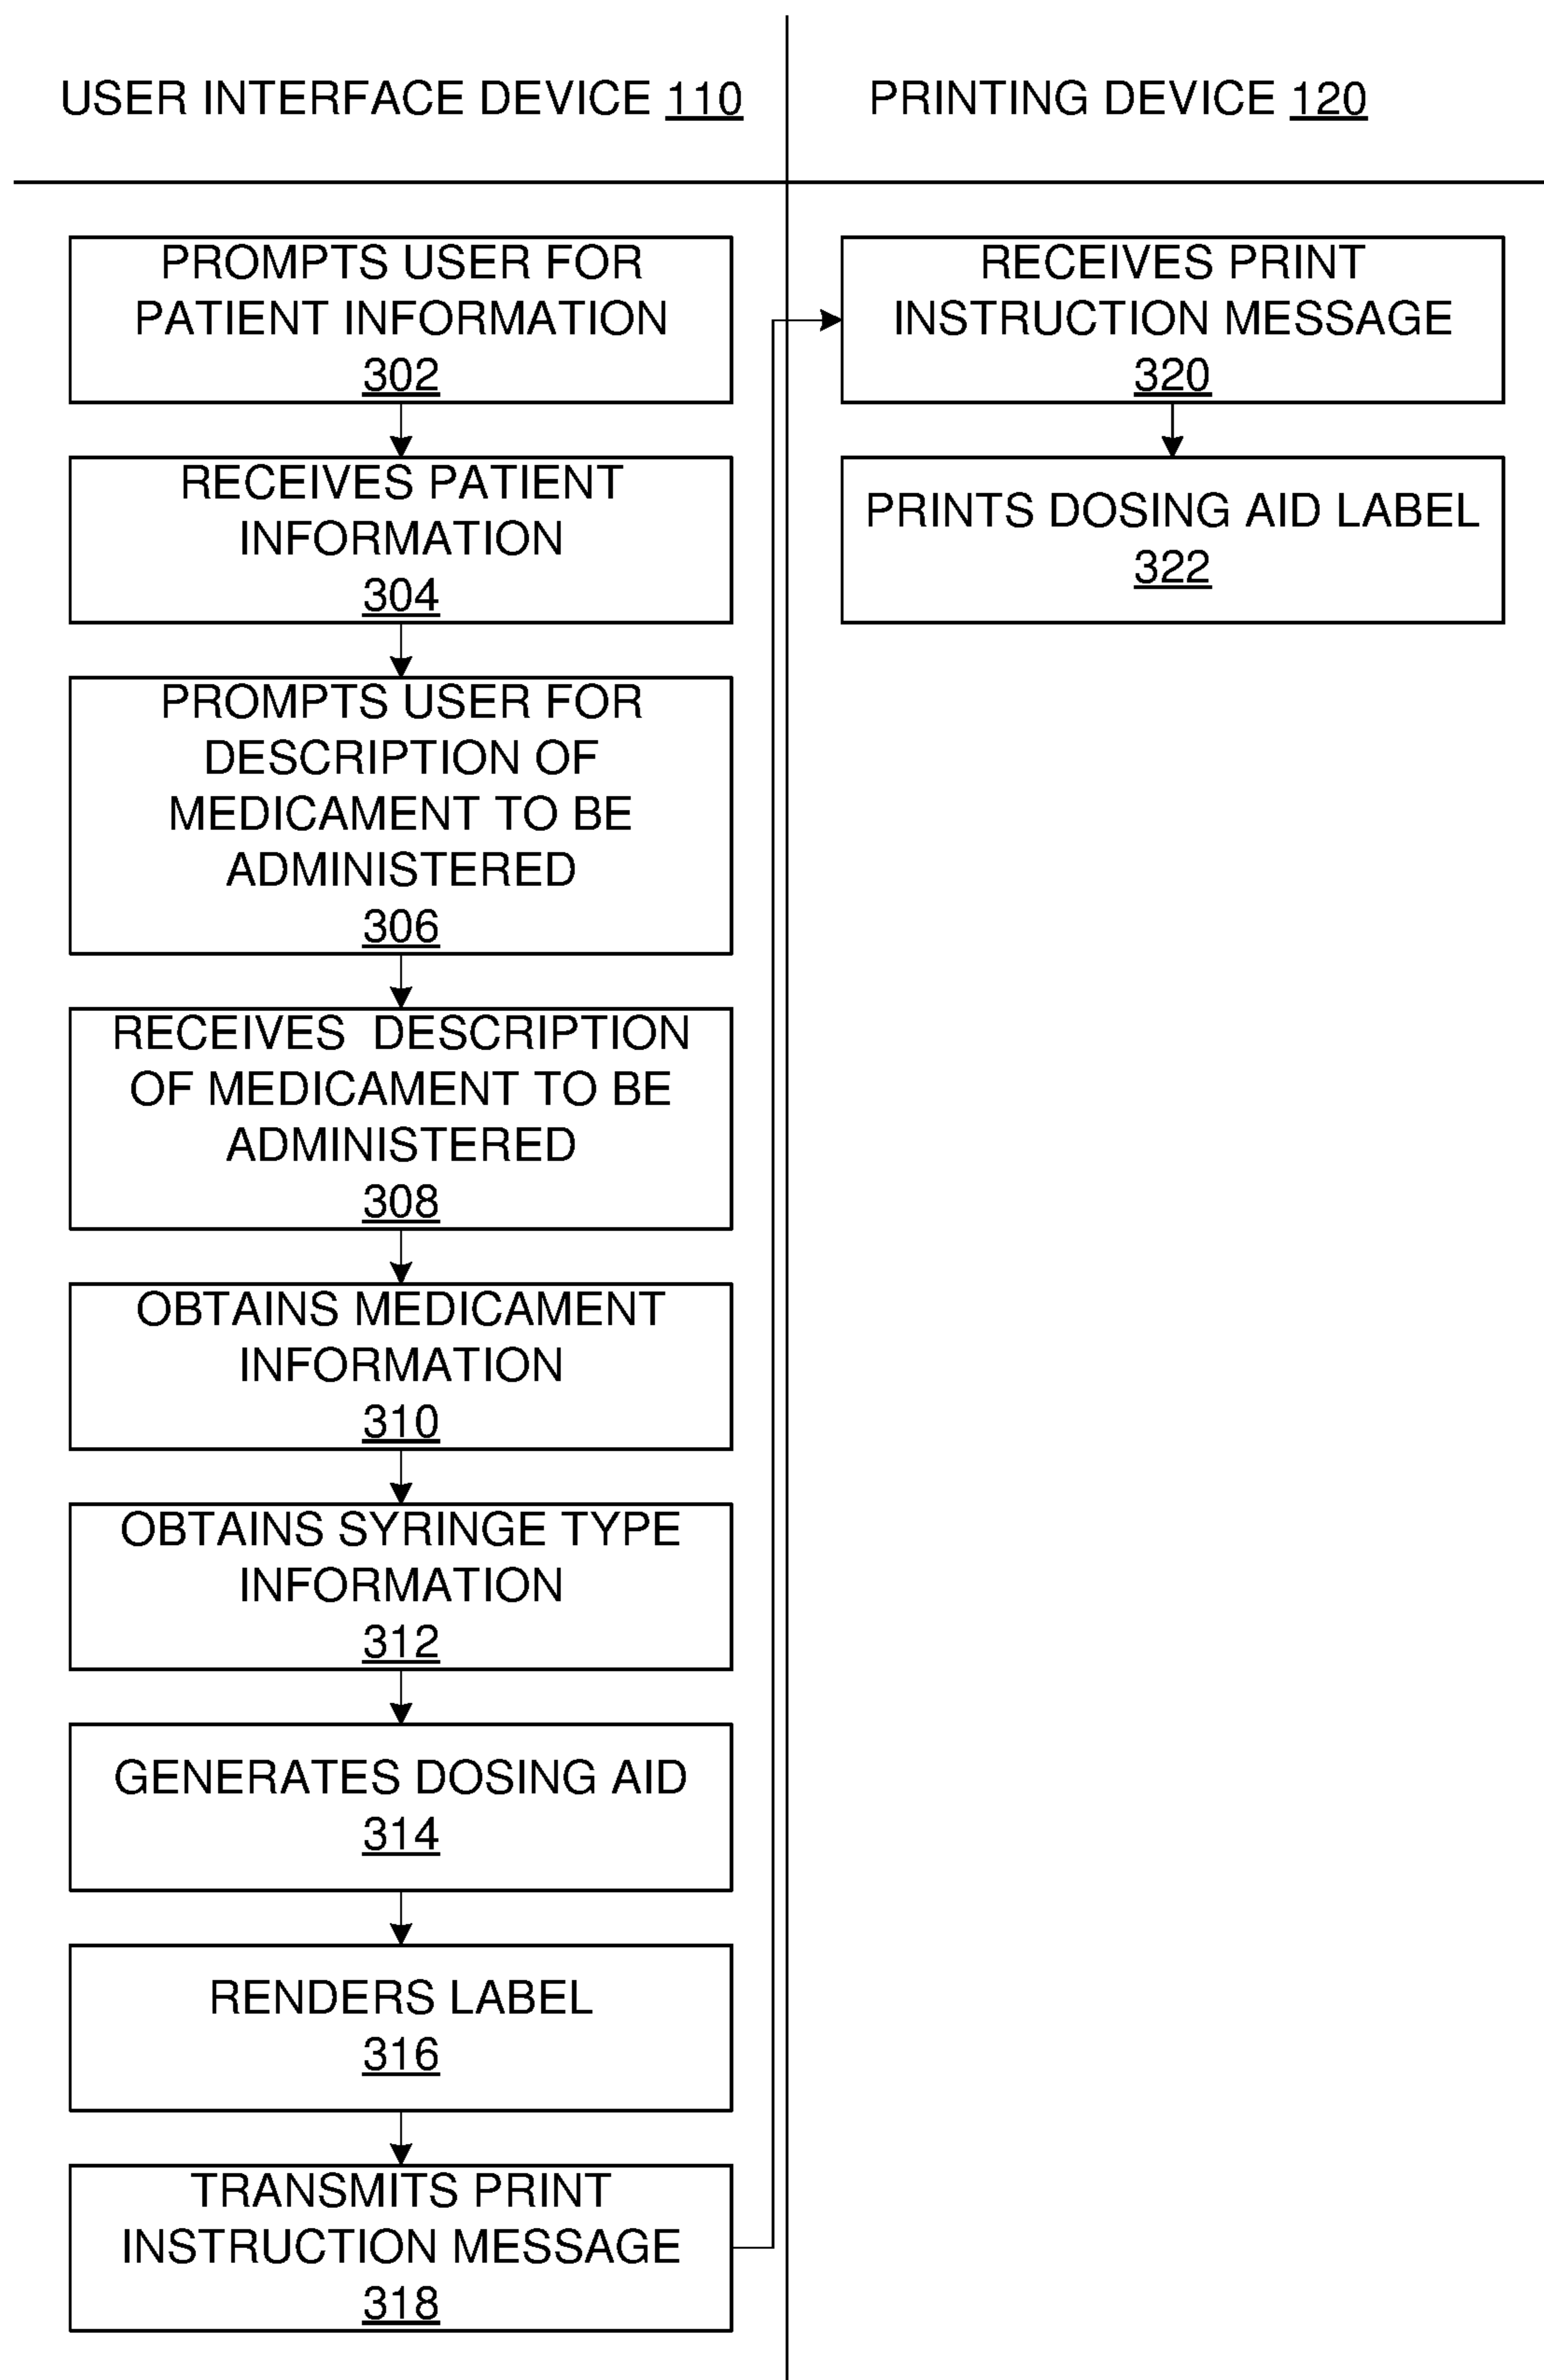 USER INTERFACE DEVICE 110
PROMPTS USER FOR
PATIENT INFORMATION
302
RECEIVES PATIENT
INFORMATION
304
PROMPTS USER FOR
DESCRIPTION OF
MEDICAMENT TO BE
ADMINISTERED
306
RECEIVES DESCRIPTION
OF MEDICAMENT TO BE
ADMINISTERED
308
OBTAINS MEDICAMENT
INFORMATION
310
OBTAINS SYRINGE TYPE
INFORMATION
312
GENERATES DOSING AID
314
RENDERS LABEL
316
TRANSMITS PRINT
INSTRUCTION MESSAGE
318
PRINTING DEVICE 120
RECEIVES PRINT
INSTRUCTION MESSAGE
320
PRINTS DOSING AID LABEL
322